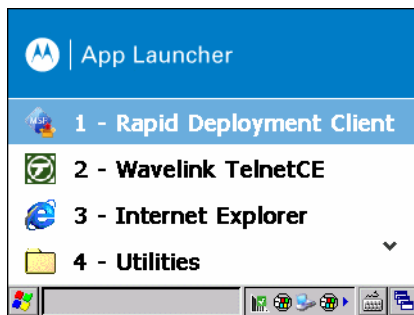 App Launcher
1 - Rapid Deployment Client
2 - Wavelink TelnetCE
3 - Internet Explorer
4 - Utilities